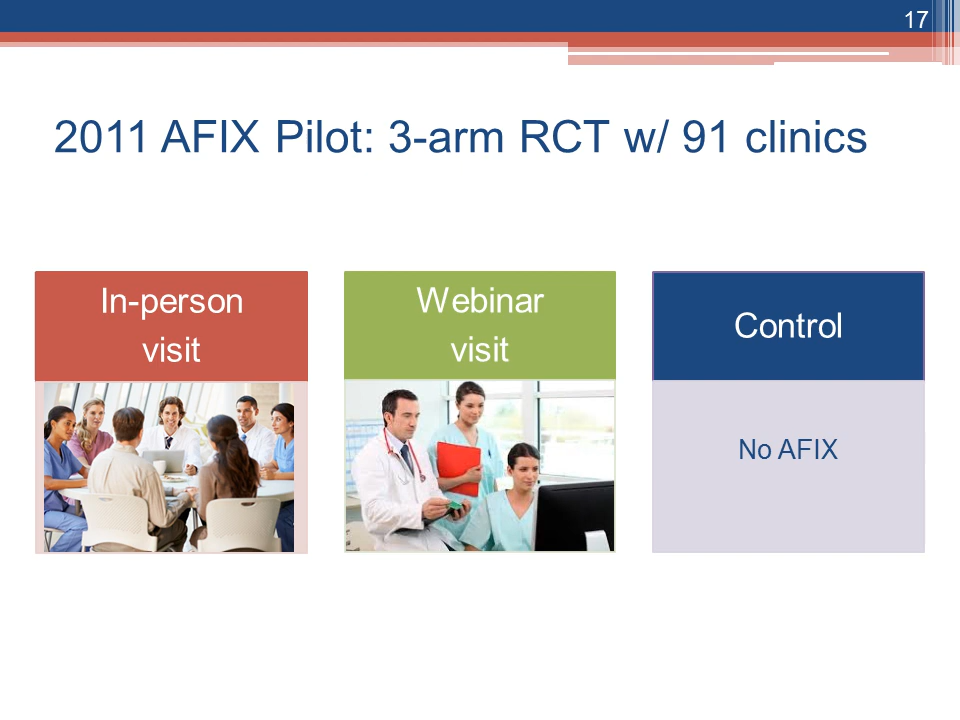 17
2011 AFIX Pilot: 3-arm RCT w/ 91 clinics
In-person
visit
Webinar
visit
Control
No AFIX